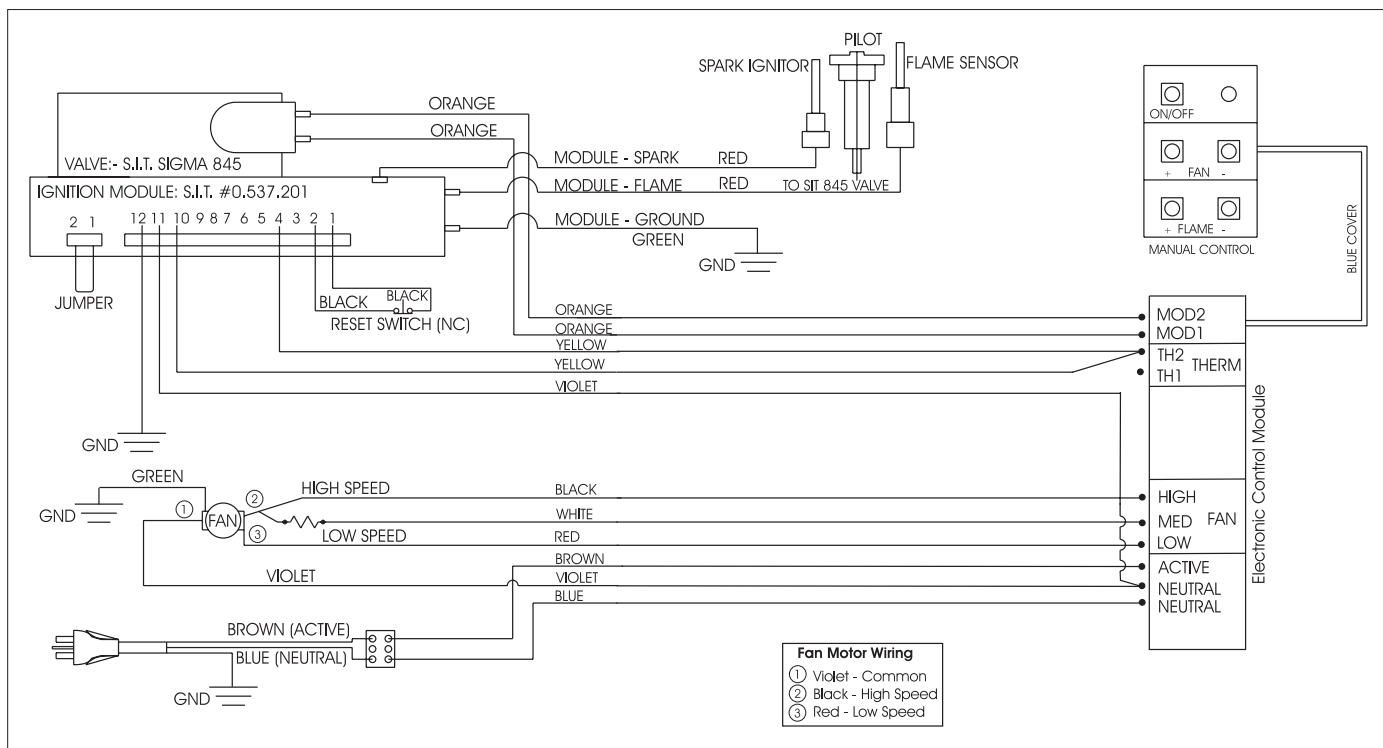 PILOT
SPARK IGNITOR
FLAME SENSOR
ORANGE
ORANGE
VALVE:- S.I.T. SIGMA 845
MODULE - SPARK RED
IGNITION MODULE: S.I.T. #0.537.201
MODULE - FLAME RED
TO SIT 845 VALVE
2 1
12 11 10 9 8 7 6 5 4 3 2 1
MODULE - GROUND
GREEN
GND
JUMPER
BLACK
BLACK
RESET SWITCH (NC)
ON/OFF
+ FAN -
+ FLAME -
MANUAL CONTROL
BLUE COVER
ORANGE
MOD2
ORANGE
MOD1
YELLOW
TH2
THERM
YELLOW
TH1
VIOLET
GND
Electronic Control Module
GREEN
GND
1
FAN
2
3
HIGH SPEED
BLACK
HIGH
WHITE
MED
FAN
LOW SPEED
RED
LOW
BROWN
ACTIVE
VIOLET
VIOLET
NEUTRAL
BLUE
NEUTRAL
BROWN (ACTIVE)
BLUE (NEUTRAL)
GND
Fan Motor Wiring
1 Violet - Common
2 Black - High Speed
3 Red - Low Speed